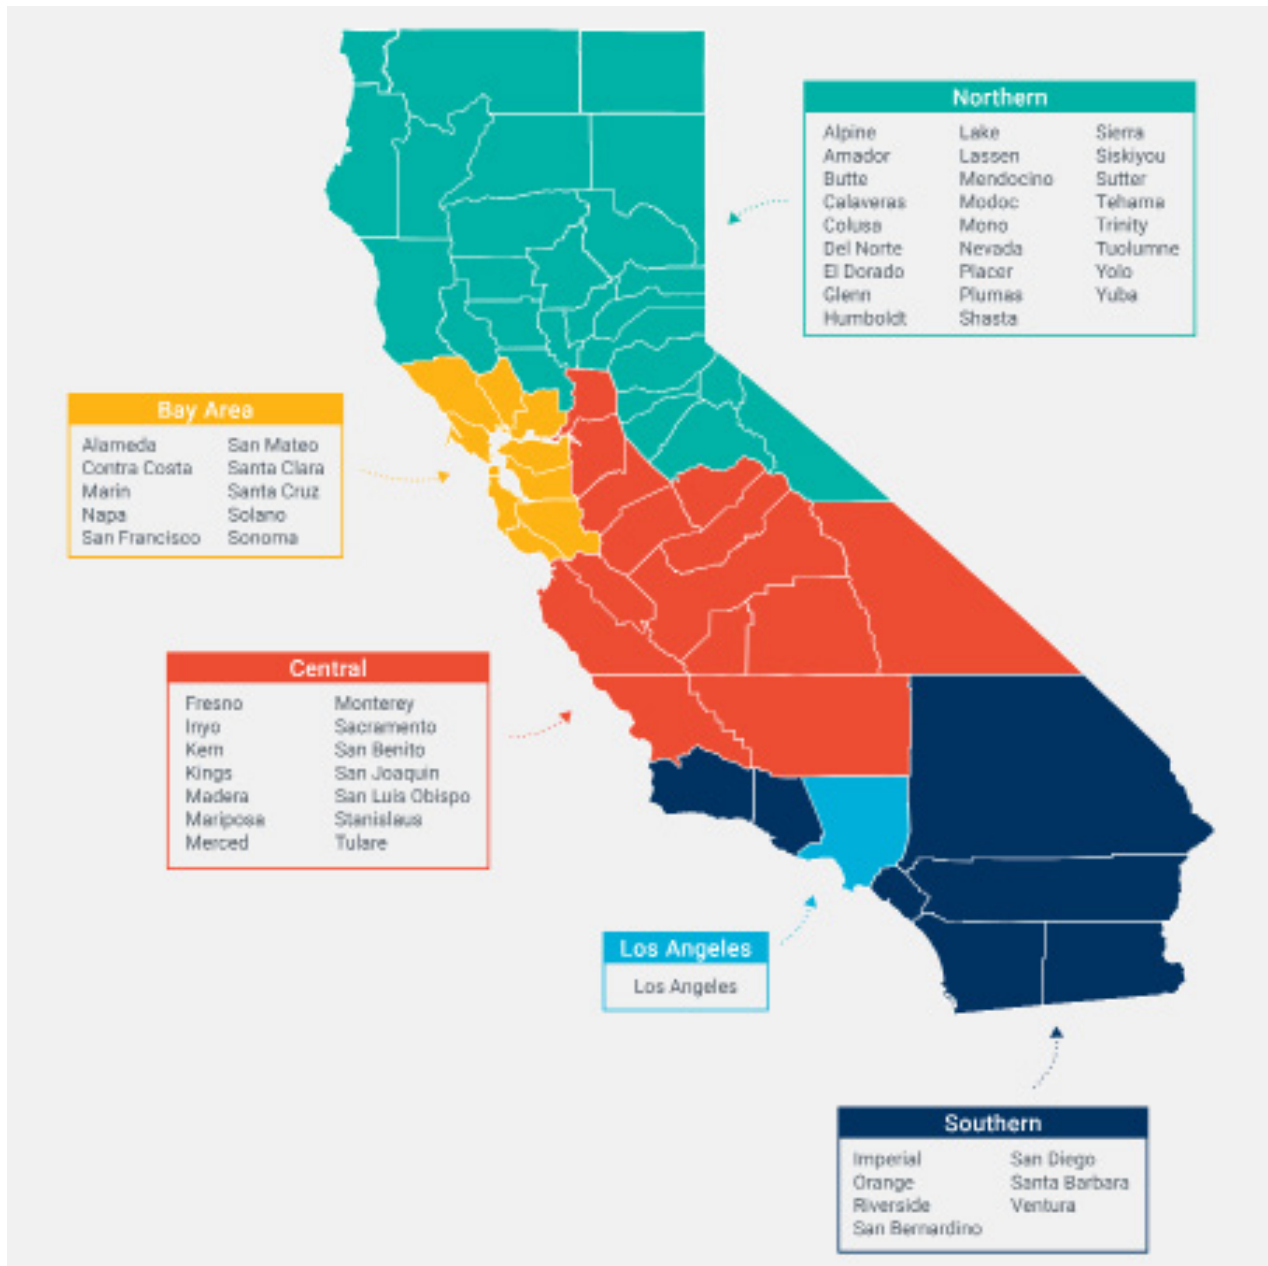 Northern
Alpine Lake Sierra
Amador Lassen Siskiyou
Butte Mendocino Sutter
Calaveras Modoc Tehama
Colusa Mono Trinity
Del Norte Nevada Tuolumne
El Dorado Placer Yolo
Glenn Plumas Yuba
Humboldt Shasta
Bay Area
Alameda San Mateo
Contra Costa Santa Clara
Marin Santa Cruz
Napa Solano
San Francisco Sonoma
Central
Fresno Monterey
Inyo Sacramento
Kern San Benito
Kings San Joaquin
Madera San Luis Obispo
Mariposa Stanislaus
Merced Tulare
Los Angeles
Los Angeles
Southern
Imperial San Diego
Orange Santa Barbara
Riverside Ventura
San Bernardino